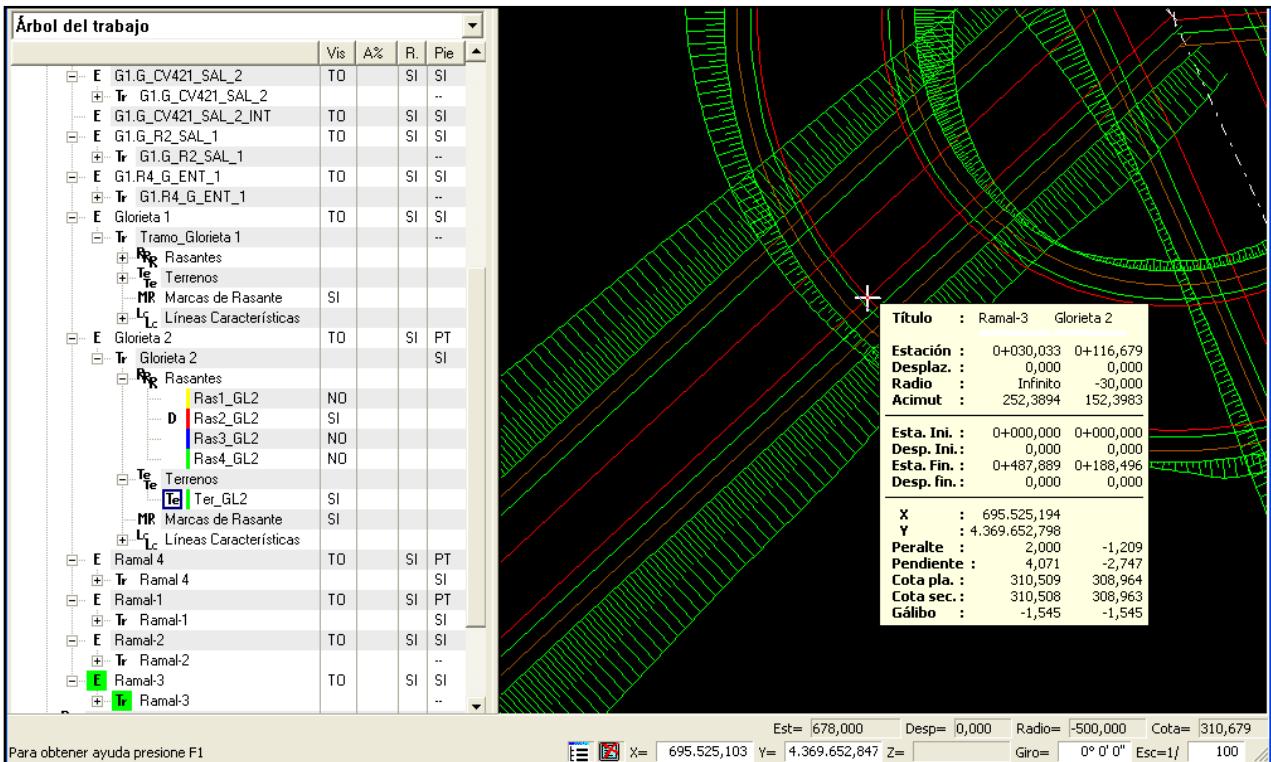 Árbol del trabajo
Vis A% R. Pie
E G1.G_CV421_SAL_2 TO SI SI
Tr G1.G_CV421_SAL_2 --
E G1.G_CV421_SAL_2_INT TO SI SI
E G1.G_R2_SAL_1 TO SI SI
Tr G1.G_R2_SAL_1 --
E G1.R4_G_ENT_1 TO SI SI
Tr G1.R4_G_ENT_1 --
E Glorieta 1 TO SI SI
Tr Tramo_Glorieta 1 --
RRR Rasantes
Te Te Terrenos
MR Marcas de Rasante SI
Lc Lc Líneas Características
E Glorieta 2 TO SI PT
Tr Glorieta 2 SI
RRR Rasantes
Ras1_GL2 NO
D Ras2_GL2 SI
Ras3_GL2 NO
Ras4_GL2 NO
Te Te Terrenos
Te Ter_GL2 SI
MR Marcas de Rasante SI
Lc Lc Líneas Características
E Ramal 4 TO SI PT
Tr Ramal 4 SI
E Ramal-1 TO SI PT
Tr Ramal-1 SI
E Ramal-2 TO SI SI
Tr Ramal-2 --
E Ramal-3 TO SI SI
Tr Ramal-3 --
Título : Ramal-3 Glorieta 2
Estación : 0+030,033 0+116,679
Desplaz. : 0,000 0,000
Radio : Infinito -30,000
Acimut : 252,3894 152,3983
Esta. Ini. : 0+000,000 0+000,000
Desp. Ini.: 0,000 0,000
Esta. Fin. : 0+487,889 0+188,496
Desp. fin.: 0,000 0,000
X : 695.525,194
Y : 4.369.652,798
Peralte : 2,000 -1,209
Pendiente : 4,071 -2,747
Cota pla. : 310,509 308,964
Cota sec. : 310,508 308,963
Gálibo : -1,545 -1,545
Est= 678,000 Desp= 0,000 Radio= -500,000 Cota= 310,679
Para obtener ayuda presione F1 X= 695.525,103 Y= 4.369.652,847 Z= Giro= 0° 0' 0" Esc=1/ 100